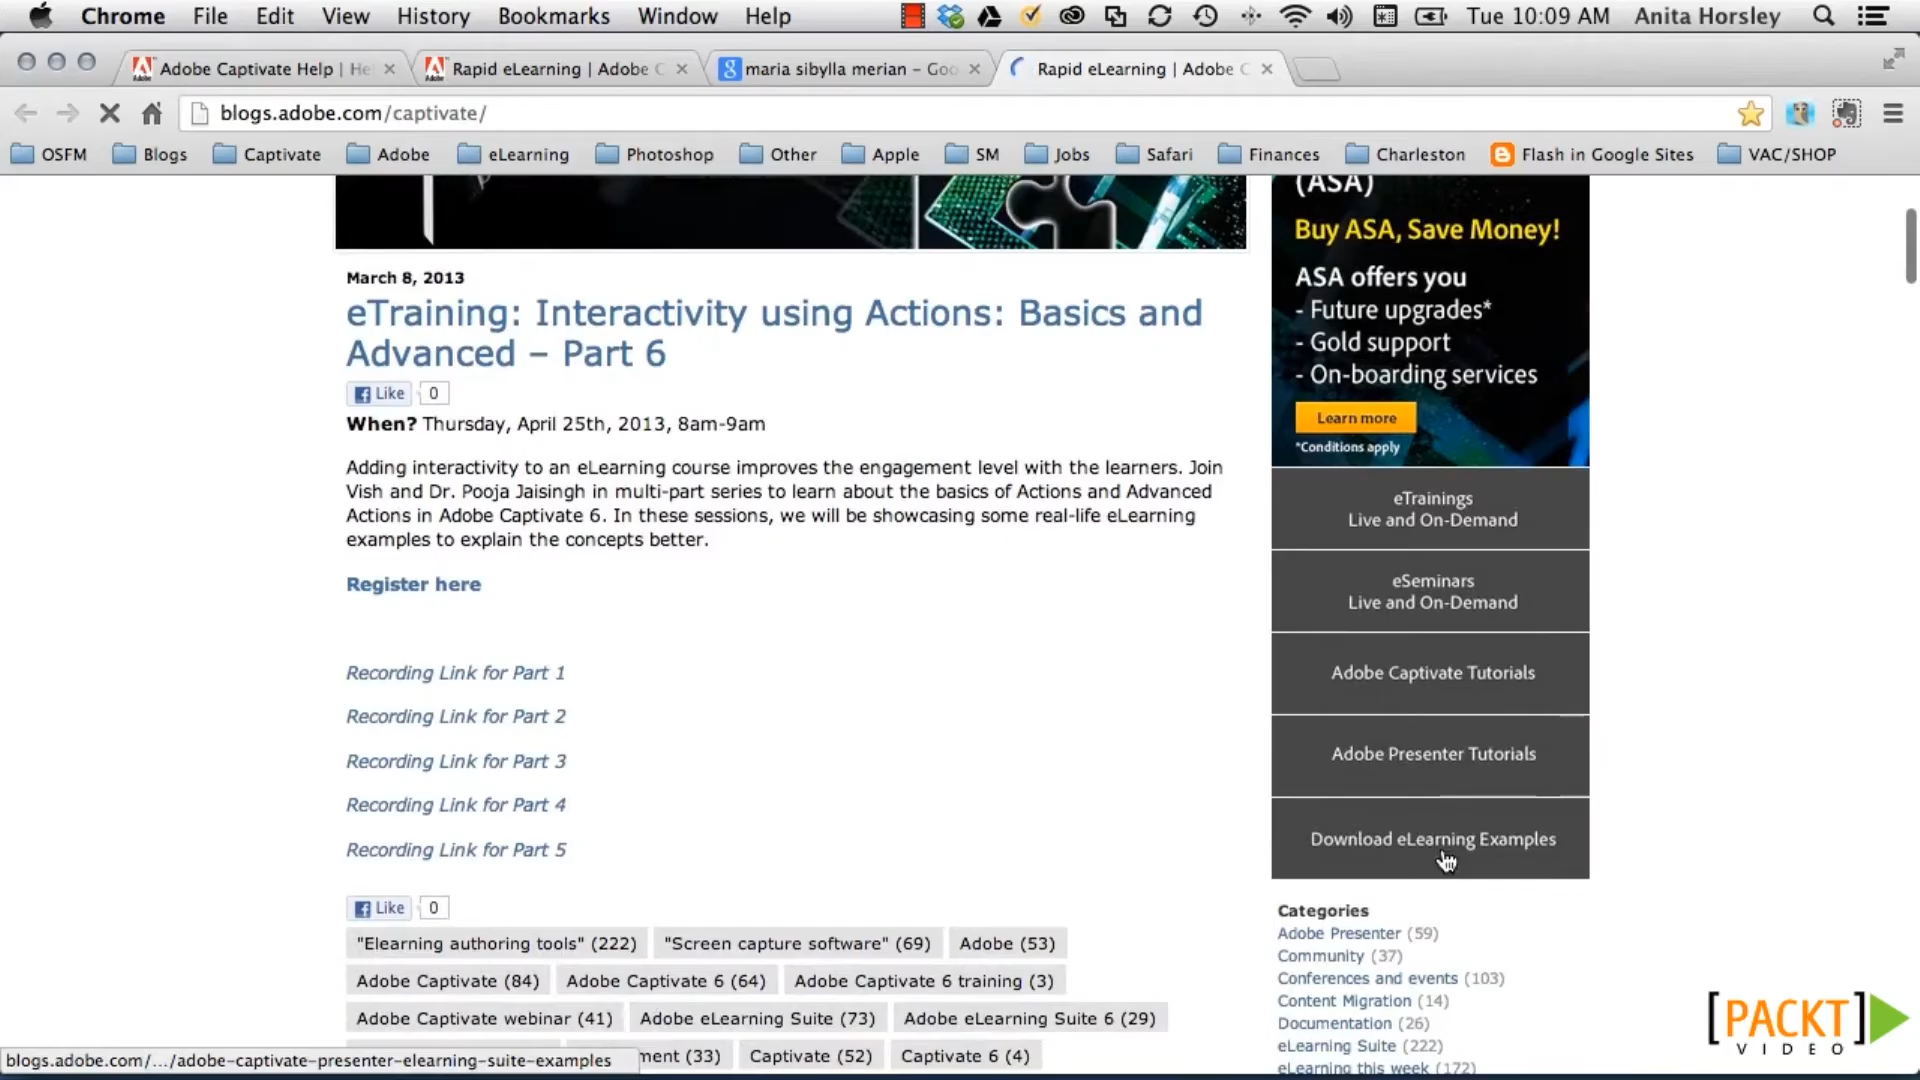 Chrome File Edit View History Bookmarks Window Help Tue 10:09 AM Anita Horsley
Adobe Captivate Help | He
Rapid eLearning | Adobe C
maria sibylla merian – Goo
Rapid eLearning | Adobe C
blogs.adobe.com/captivate/
OSFM Blogs Captivate Adobe eLearning Photoshop Other Apple SM Jobs Safari Finances Charleston Flash in Google Sites VAC/SHOP
March 8, 2013
eTraining: Interactivity using Actions: Basics and
Advanced – Part 6
Like 0
When? Thursday, April 25th, 2013, 8am-9am
Adding interactivity to an eLearning course improves the engagement level with the learners. Join
Vish and Dr. Pooja Jaisingh in multi-part series to learn about the basics of Actions and Advanced
Actions in Adobe Captivate 6. In these sessions, we will be showcasing some real-life eLearning
examples to explain the concepts better.
Register here
Recording Link for Part 1
Recording Link for Part 2
Recording Link for Part 3
Recording Link for Part 4
Recording Link for Part 5
Like 0
"Elearning authoring tools" (222) "Screen capture software" (69) Adobe (53)
Adobe Captivate (84) Adobe Captivate 6 (64) Adobe Captivate 6 training (3)
Adobe Captivate webinar (41) Adobe eLearning Suite (73) Adobe eLearning Suite 6 (29)
ment (33) Captivate (52) Captivate 6 (4)
blogs.adobe.com/.../adobe-captivate-presenter-elearning-suite-examples
(ASA)
Buy ASA, Save Money!
ASA offers you
- Future upgrades*
- Gold support
- On-boarding services
Learn more
*Conditions apply
eTrainings
Live and On-Demand
eSeminars
Live and On-Demand
Adobe Captivate Tutorials
Adobe Presenter Tutorials
Download eLearning Examples
Categories
Adobe Presenter (59)
Community (37)
Conferences and events (103)
Content Migration (14)
Documentation (26)
eLearning Suite (222)
eLearning this week (172)
[PACKT]
VIDEO